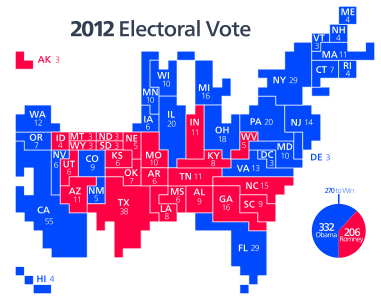 2012 Electoral Vote
ME
4
AK 3
VT
3
NH
4
MA 11
WI
10
MN
10
MI
16
NY 29
CT 7
RI
4
WA
12
IA
6
IL
20
IN
11
OH
18
PA 20
NJ 14
OR
7
ID
4
MT 3
ND 3
WY 3
SD 3
NE
5
WV
5
DC
3
MD
10
DE 3
NV
6
UT
6
CO
9
KS
6
MO
10
KY
8
VA 13
270 to Win
AZ
11
NM
5
OK
7
AR
6
TN 11
NC 15
CA
55
TX
38
LA
8
MS
6
AL
9
GA
16
SC 9
332
Obama
206
Romney
FL 29
HI 4